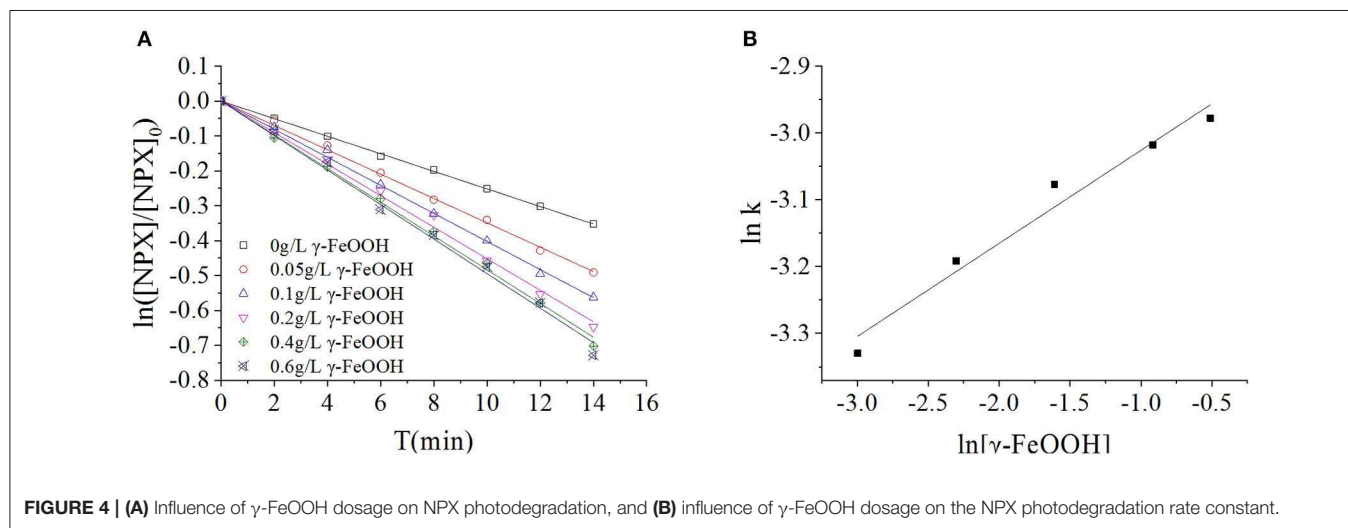 A
ln([NPX]/[NPX]0)
0.1
0.0
-0.1
-0.2
-0.3
-0.4
-0.5
-0.6
-0.7
-0.8
0g/L γ-FeOOH
0.05g/L γ-FeOOH
0.1g/L γ-FeOOH
0.2g/L γ-FeOOH
0.4g/L γ-FeOOH
0.6g/L γ-FeOOH
0 2 4 6 8 10 12 14 16
T(min)
B
ln k
-2.9
-3.0
-3.1
-3.2
-3.3
-3.0 -2.5 -2.0 -1.5 -1.0 -0.5
ln[γ-FeOOH]
FIGURE 4 | (A) Influence of γ-FeOOH dosage on NPX photodegradation, and (B) influence of γ-FeOOH dosage on the NPX photodegradation rate constant.